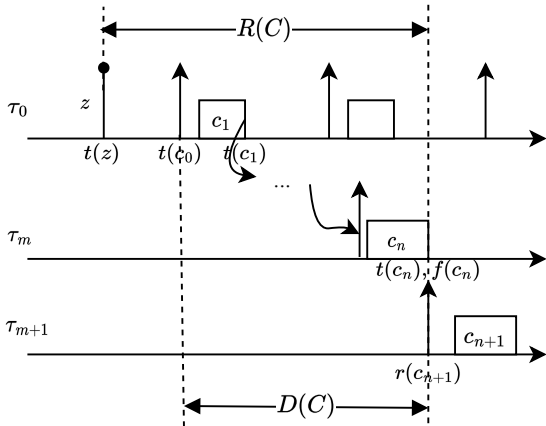 R(C)
τ₀
z
c₁
t(z) t(c₀) t(c₁)
...
τₘ
cₙ
t(cₙ), f(cₙ)
τₘ₊₁
cₙ₊₁
r(cₙ₊₁)
D(C)